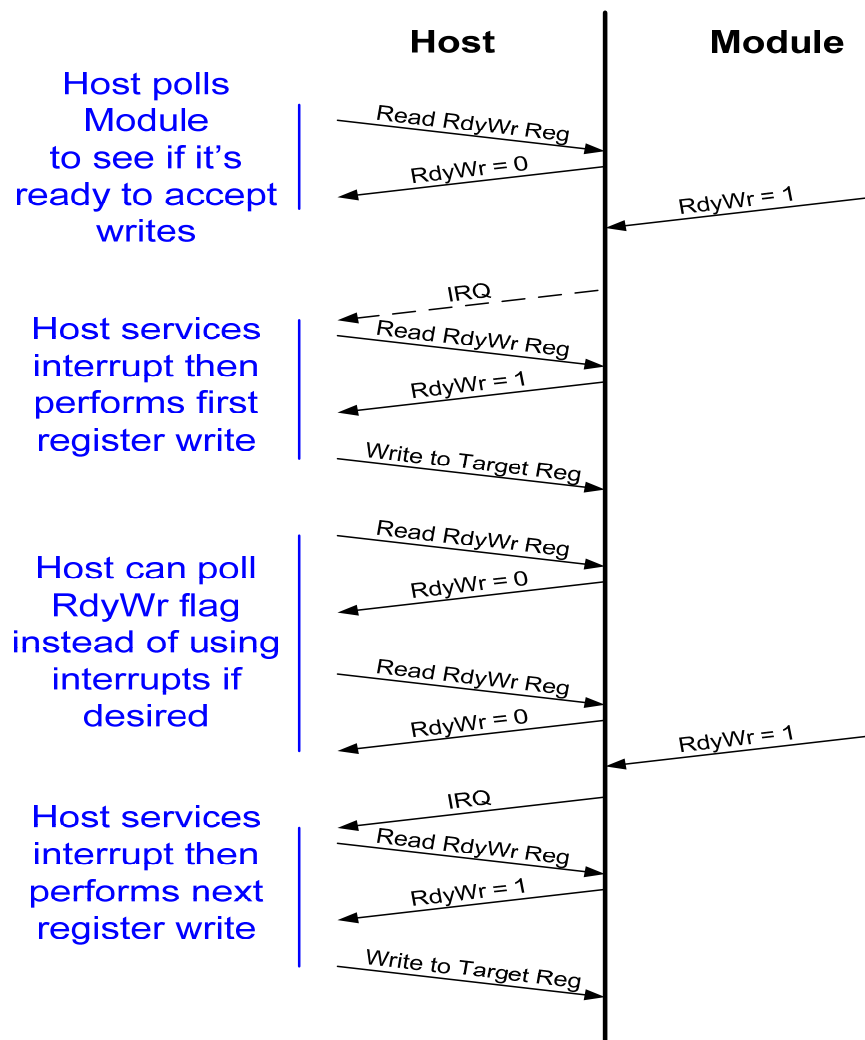 Host
Module
Host polls
Module
to see if it's
ready to accept
writes
Read RdyWr Reg
RdyWr = 0
RdyWr = 1
IRQ
Host services
interrupt then
performs first
register write
Read RdyWr Reg
RdyWr = 1
Write to Target Reg
Host can poll
RdyWr flag
instead of using
interrupts if
desired
Read RdyWr Reg
RdyWr = 0
Read RdyWr Reg
RdyWr = 0
RdyWr = 1
IRQ
Host services
interrupt then
performs next
register write
Read RdyWr Reg
RdyWr = 1
Write to Target Reg